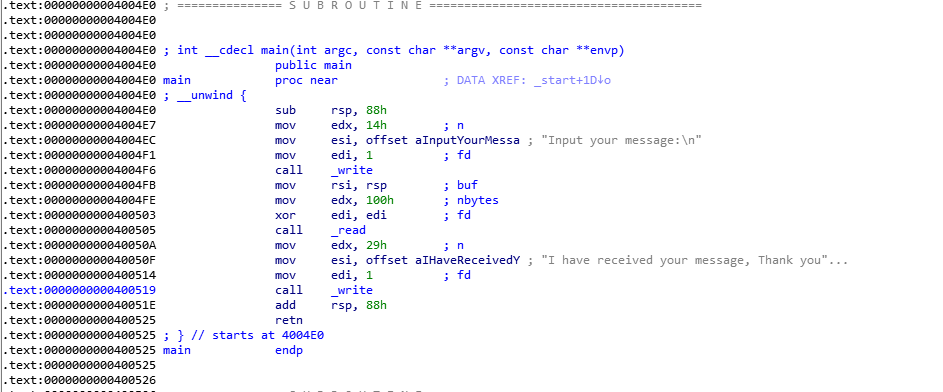 .text:00000000004004E0 ; =============== S U B R O U T I N E =======================================
.text:00000000004004E0
.text:00000000004004E0
.text:00000000004004E0 ; int __cdecl main(int argc, const char **argv, const char **envp)
.text:00000000004004E0 public main
.text:00000000004004E0 main proc near ; DATA XREF: _start+1D↓o
.text:00000000004004E0 ; __unwind {
.text:00000000004004E0 sub rsp, 88h
.text:00000000004004E7 mov edx, 14h ; n
.text:00000000004004EC mov esi, offset aInputYourMessa ; "Input your message:\n"
.text:00000000004004F1 mov edi, 1 ; fd
.text:00000000004004F6 call _write
.text:00000000004004FB mov rsi, rsp ; buf
.text:00000000004004FE mov edx, 100h ; nbytes
.text:0000000000400503 xor edi, edi ; fd
.text:0000000000400505 call _read
.text:000000000040050A mov edx, 29h ; n
.text:000000000040050F mov esi, offset aIHaveReceivedY ; "I have received your message, Thank you"...
.text:0000000000400514 mov edi, 1 ; fd
.text:0000000000400519 call _write
.text:000000000040051E add rsp, 88h
.text:0000000000400525 retn
.text:0000000000400525 ; } // starts at 4004E0
.text:0000000000400525 main endp
.text:0000000000400525
.text:0000000000400526